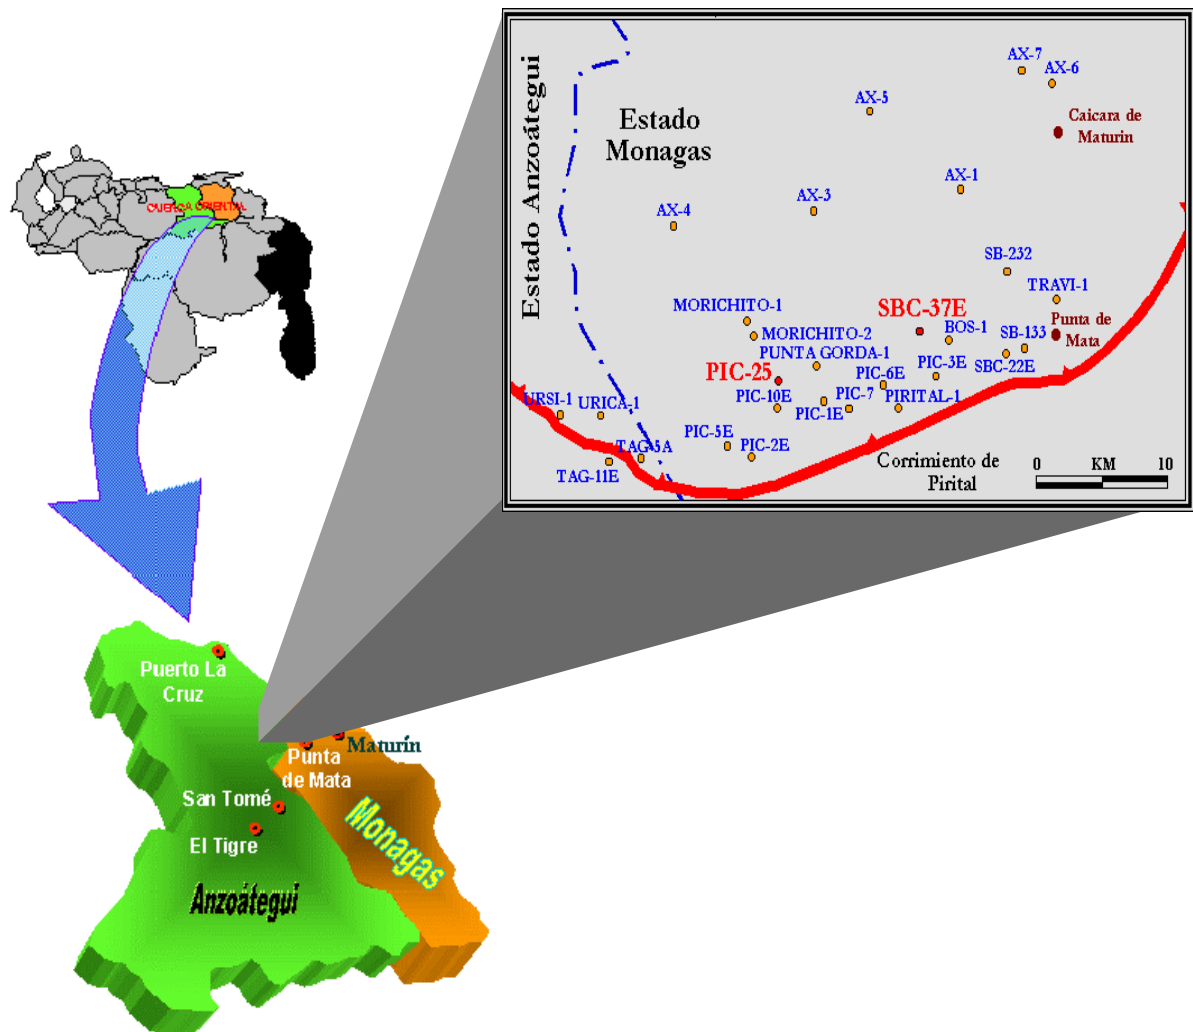 CUENCA ORIENTAL
Estado Anzoátegui
Estado
Monagas
AX-7
AX-6
AX-5
Caicara de
Maturin
AX-1
AX-3
AX-4
SB-232
TRAVI-1
MORICHITO-1
SBC-37E
Punta de
Mata
BOS-1
SB-133
MORICHITO-2
PUNTA GORDA-1
SBC-22E
PIC-25
PIC-6E
PIC-3E
URSI-1
URICA-1
PIC-10E
PIC-1E
PIC-7
PIRITAL-1
PIC-5E
PIC-2E
TAG-5A
TAG-11E
Corrimiento de
Pirital
0 KM 10
Puerto La
Cruz
Maturín
Punta
de Mata
San Tomé
El Tigre
Monagas
Anzoátegui